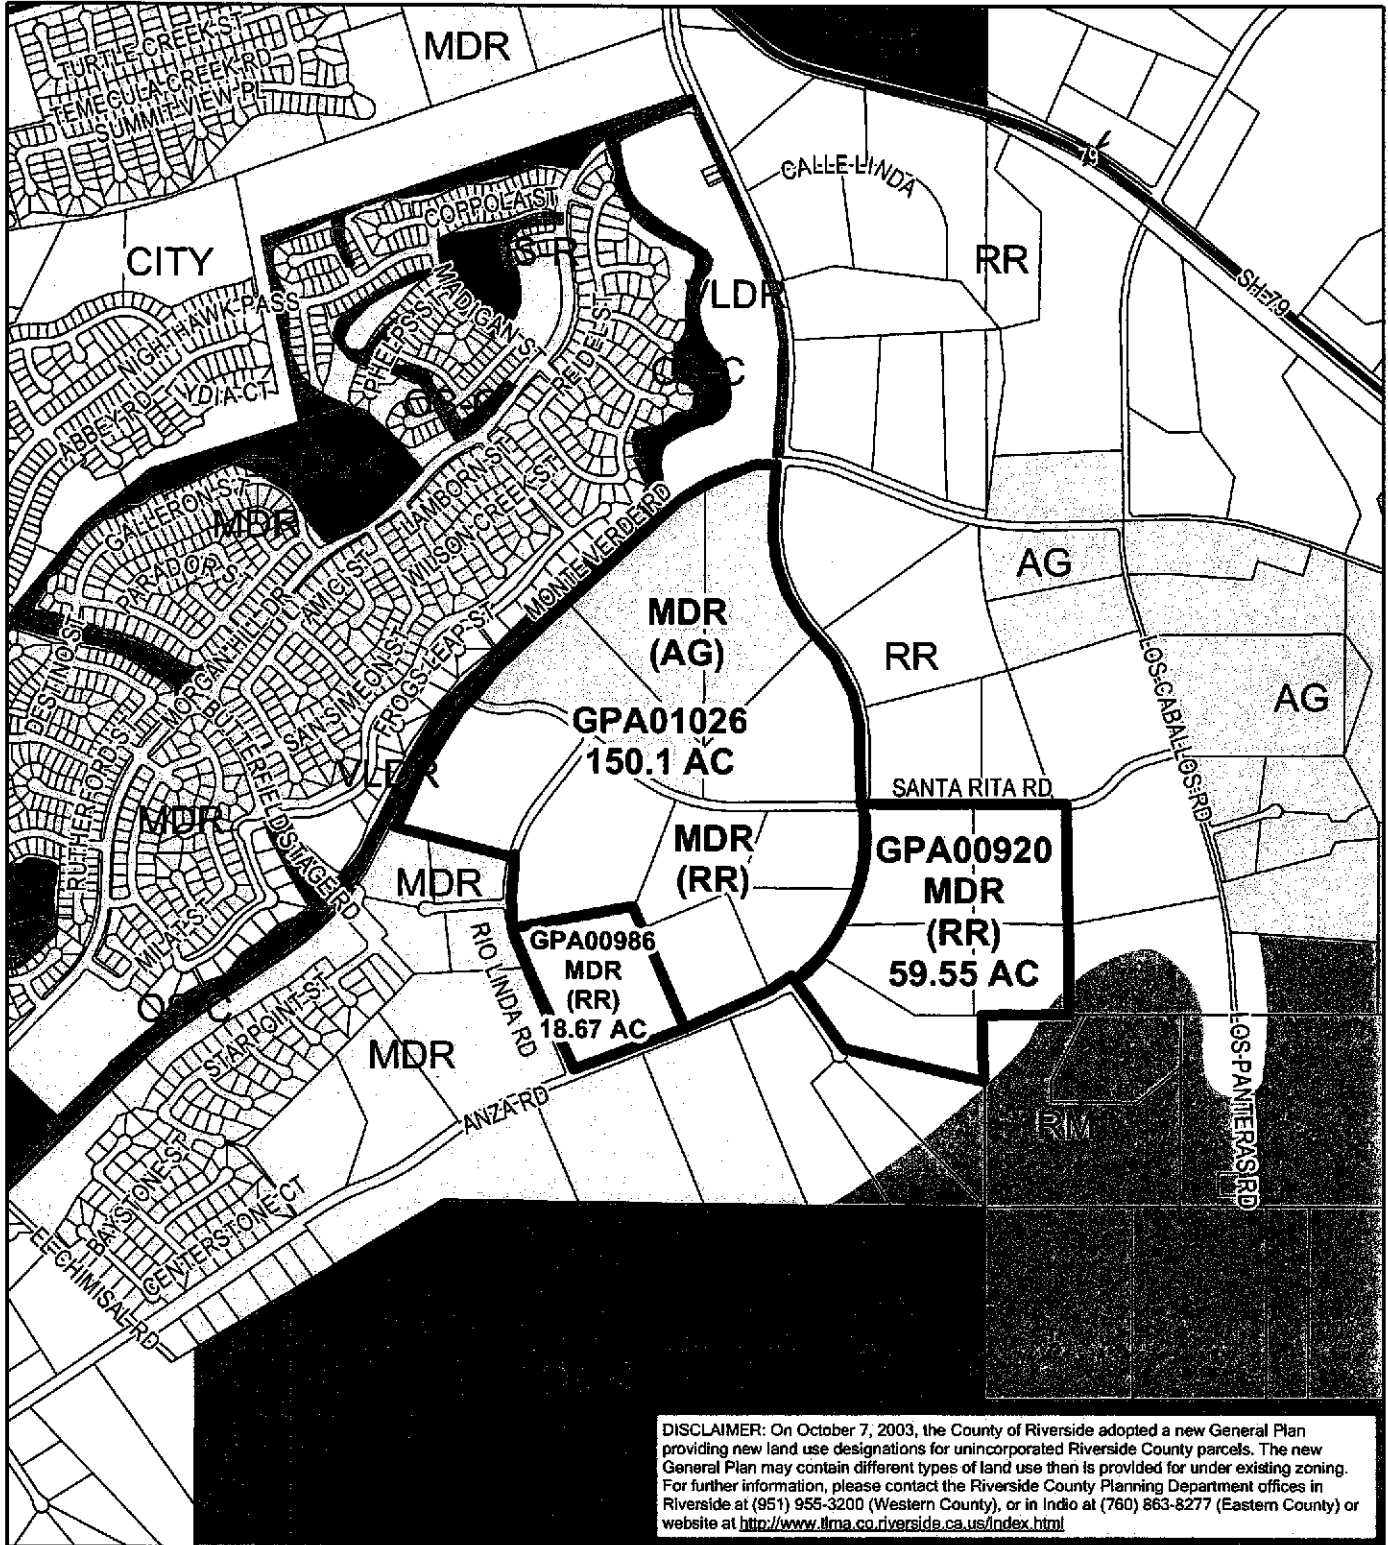 MDR
TURTLE CREEK ST
TEMECULA CREEK RD
SUMMIT VIEW PL
79
CALLE LINDA
COPPOLA ST
CITY
RR
MADIGAN ST
VLDR
SH-79
NIGHTHAWK PASS
PHELPS ST
REIDEL ST
ABBEY RD
LYDIA CT
GALLERON ST
MDR
LAMBORN ST
WILSON CREEK ST
MONTE VERDE RD
PARADOR ST
AMICI ST
AG
MDR
(AG)
RR
DESTINO ST
MORGAN HILL DR
SAN SIMEON ST
FROGS LEAP ST
LOS CABALLOS RD
AG
GPA01026
150.1 AC
RUTHERFORD ST
BUTTERFIELD STAGE RD
VLDR
MDR
SANTA RITA RD
MDR
(RR)
GPA00920
MDR
(RR)
59.55 AC
MDR
MILAT ST
RIO LINDA RD
GPA00986
MDR
(RR)
18.67 AC
OS-C
STARPOINT ST
MDR
ANZA RD
LOS PANTERAS RD
RM
BAYSTONE ST
CENTERSTONE CT
EL CHIMISAL RD
DISCLAIMER: On October 7, 2003, the County of Riverside adopted a new General Plan
providing new land use designations for unincorporated Riverside County parcels. The new
General Plan may contain different types of land use than is provided for under existing zoning.
For further information, please contact the Riverside County Planning Department offices in
Riverside at (951) 955-3200 (Western County), or in Indio at (760) 863-8277 (Eastern County) or
website at http://www.tlma.co.riverside.ca.us/index.html